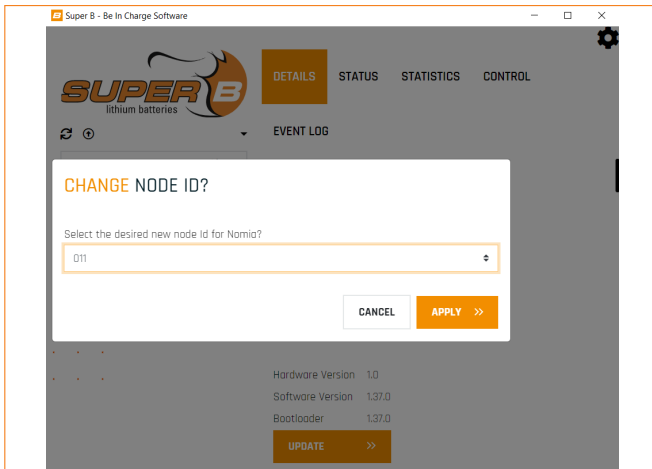 Super B - Be In Charge Software
SUPER B
lithium batteries
DETAILS STATUS STATISTICS CONTROL
EVENT LOG
CHANGE NODE ID?
Select the desired new node Id for Nomia?
011
CANCEL APPLY
Hardware Version 1.0
Software Version 1.37.0
Bootloader 1.37.0
UPDATE